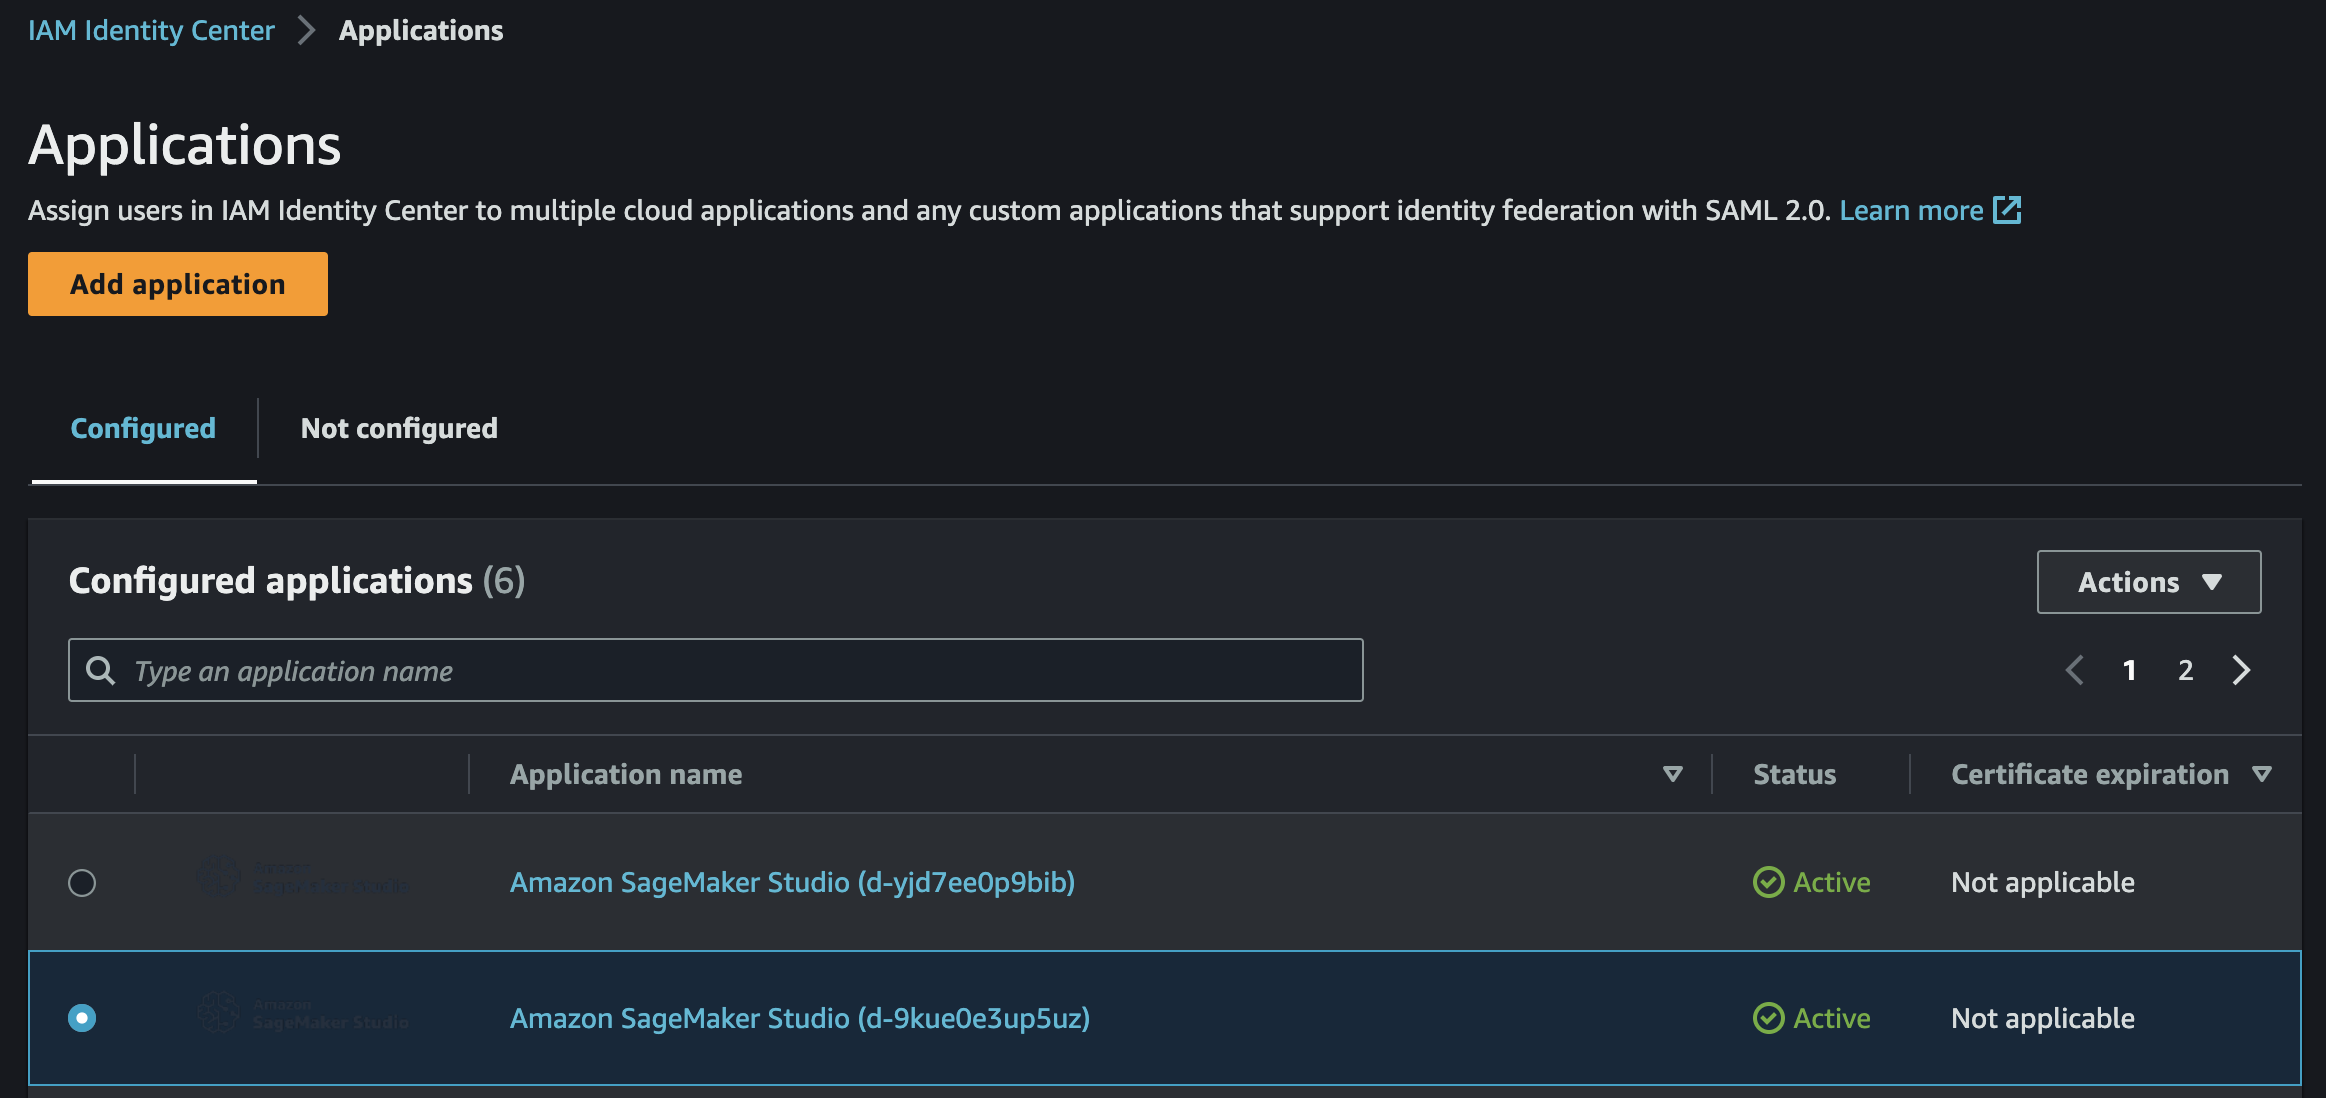 IAM Identity Center > Applications
Applications
Assign users in IAM Identity Center to multiple cloud applications and any custom applications that support identity federation with SAML 2.0. Learn more
Add application
Configured Not configured
Configured applications (6) Actions
Type an application name 1 2
Application name Status Certificate expiration
Amazon SageMaker Studio Amazon SageMaker Studio (d-yjd7ee0p9bib) Active Not applicable
Amazon
SageMaker Studio Amazon SageMaker Studio (d-9kue0e3up5uz) Active Not applicable